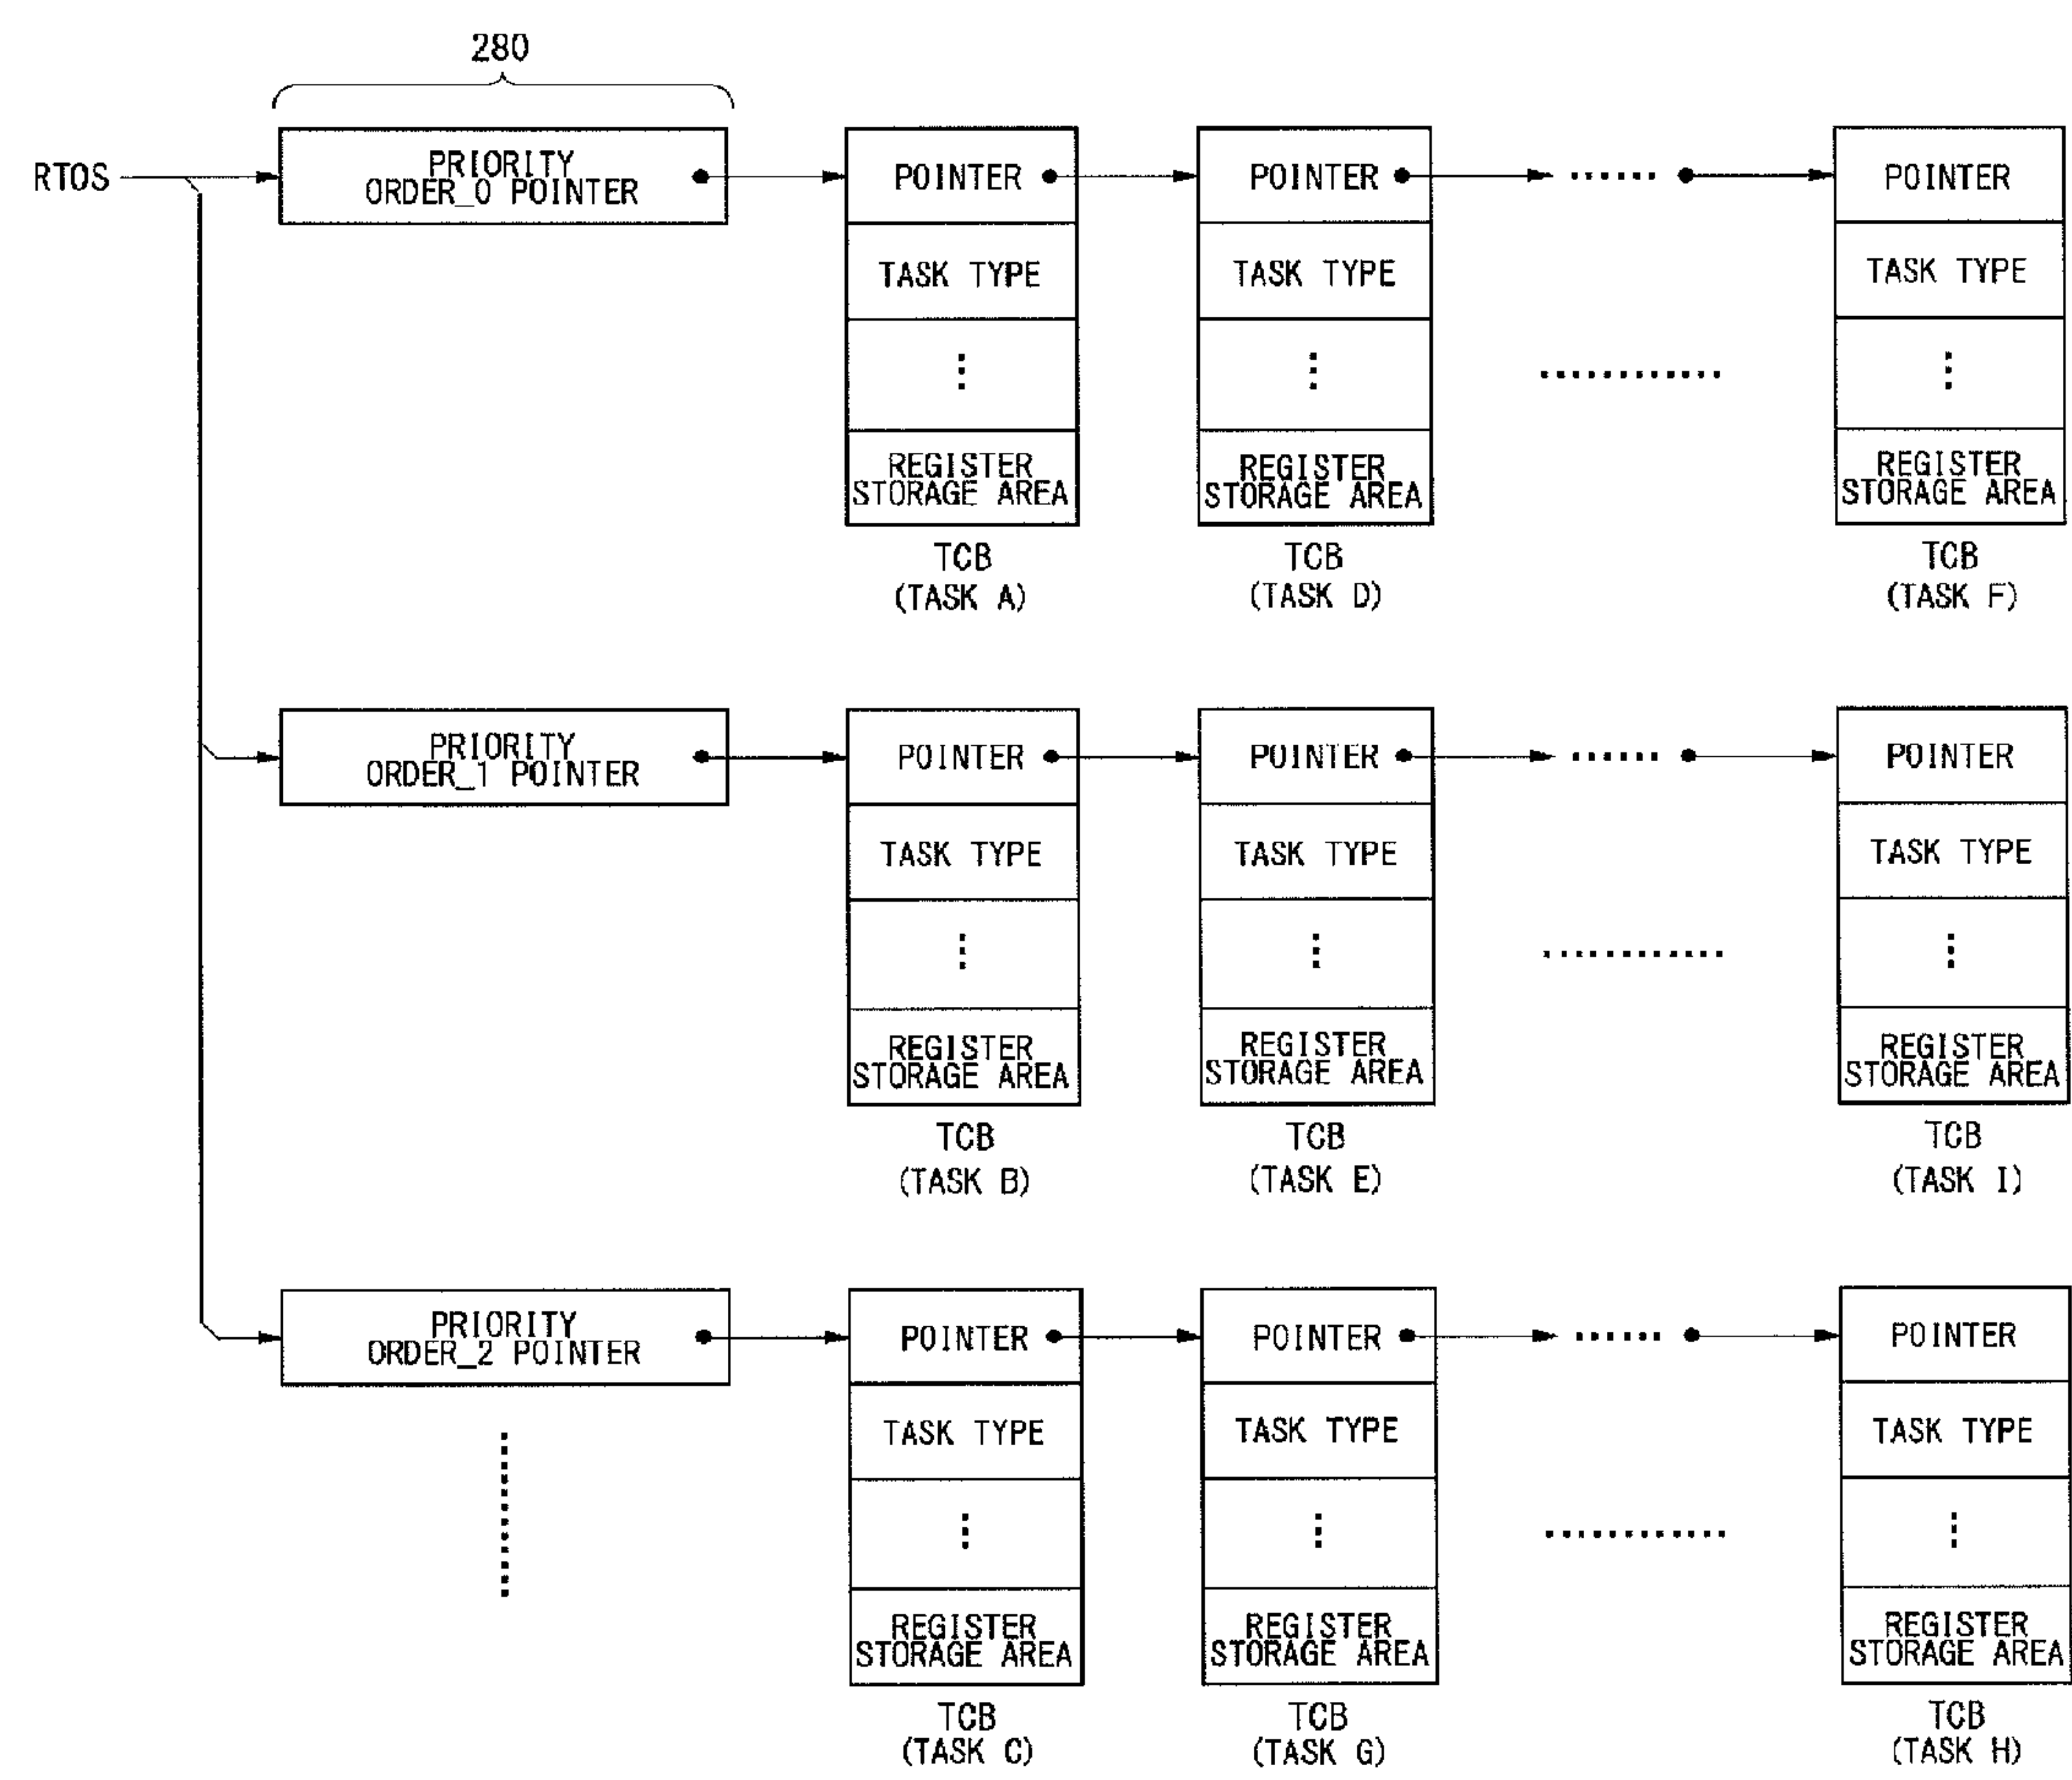 280
RTOS
PRIORITY
ORDER_0 POINTER
POINTER
POINTER
POINTER
TASK TYPE
TASK TYPE
TASK TYPE
REGISTER
STORAGE AREA
REGISTER
STORAGE AREA
REGISTER
STORAGE AREA
TCB
(TASK A)
TCB
(TASK D)
TCB
(TASK F)
PRIORITY
ORDER_1 POINTER
POINTER
POINTER
POINTER
TASK TYPE
TASK TYPE
TASK TYPE
REGISTER
STORAGE AREA
REGISTER
STORAGE AREA
REGISTER
STORAGE AREA
TCB
(TASK B)
TCB
(TASK E)
TCB
(TASK I)
PRIORITY
ORDER_2 POINTER
POINTER
POINTER
POINTER
TASK TYPE
TASK TYPE
TASK TYPE
REGISTER
STORAGE AREA
REGISTER
STORAGE AREA
REGISTER
STORAGE AREA
TCB
(TASK C)
TCB
(TASK G)
TCB
(TASK H)